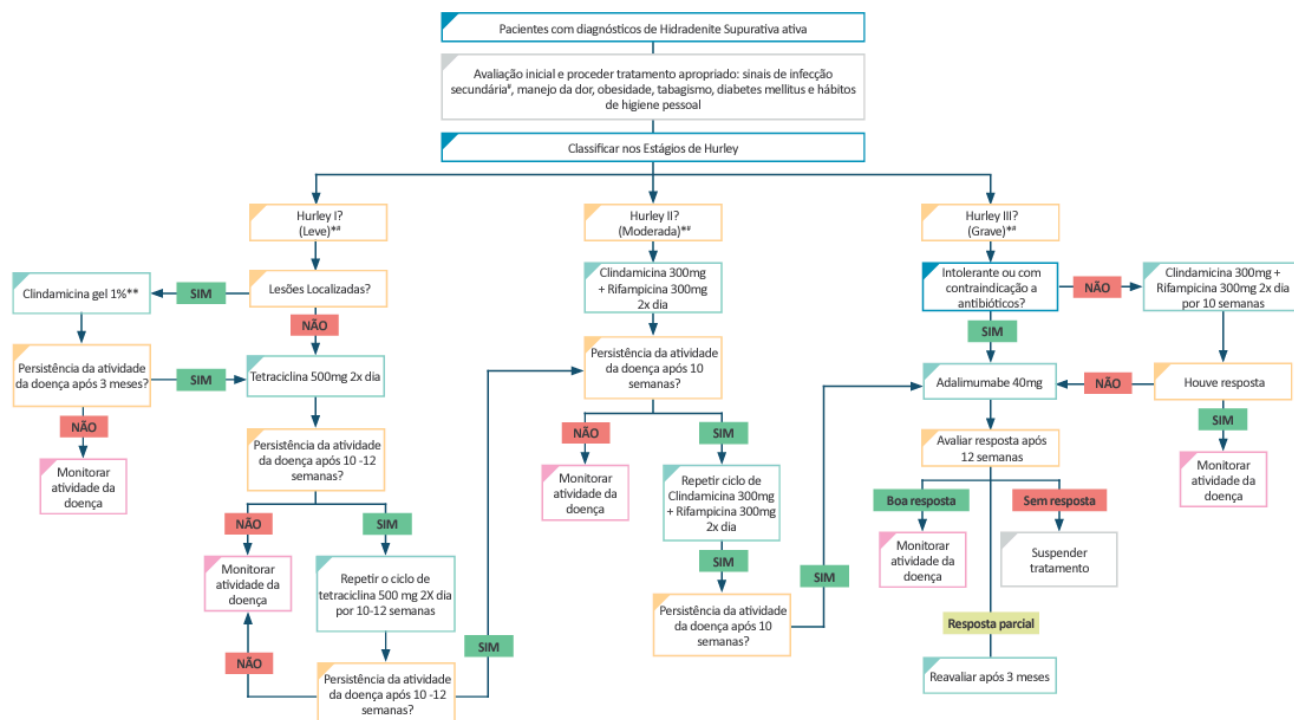 Pacientes com diagnósticos de Hidradenite Supurativa ativa
Avaliação inicial e proceder tratamento apropriado: sinais de infecção
secundária#, manejo da dor, obesidade, tabagismo, diabetes mellitus e hábitos
de higiene pessoal
Classificar nos Estágios de Hurley
Hurley I?
(Leve)*#
Lesões Localizadas?
SIM
Clindamicina gel 1%**
Persistência da atividade
da doença após 3 meses?
SIM
NÃO
Monitorar
atividade da
doença
NÃO
Tetraciclina 500mg 2x dia
Persistência da atividade
da doença após 10 -12
semanas?
NÃO
SIM
Monitorar
atividade da
doença
Repetir o ciclo de
tetraciclina 500 mg 2X dia
por 10-12 semanas
NÃO
Persistência da atividade
da doença após 10 -12
semanas?
SIM
Hurley II?
(Moderada)*#
Clindamicina 300mg
+ Rifampicina 300mg
2x dia
Persistência da atividade
da doença após 10
semanas?
NÃO
SIM
Monitorar
atividade da
doença
Repetir ciclo de
Clindamicina 300mg
+ Rifampicina 300mg
2x dia
SIM
Persistência da atividade
da doença após 10
semanas?
SIM
Hurley III?
(Grave)*#
Intolerante ou com
contraindicação a
antibióticos?
NÃO
Clindamicina 300mg +
Rifampicina 300mg 2x dia
por 10 semanas
SIM
Adalimumabe 40mg
NÃO
Houve resposta
SIM
Monitorar
atividade da
doença
Avaliar resposta após
12 semanas
Boa resposta
Sem resposta
Monitorar
atividade da
doença
Suspender
tratamento
Resposta parcial
Reavaliar após 3 meses